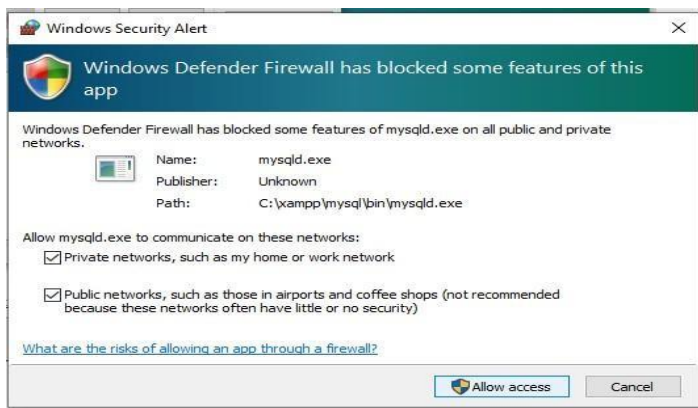 Windows Security Alert
Windows Defender Firewall has blocked some features of this
app
Windows Defender Firewall has blocked some features of mysqld.exe on all public and private
networks.
Name: mysqld.exe
Publisher: Unknown
Path: C:\xampp\mysql\bin\mysqld.exe
Allow mysqld.exe to communicate on these networks:
Private networks, such as my home or work network
Public networks, such as those in airports and coffee shops (not recommended
because these networks often have little or no security)
What are the risks of allowing an app through a firewall?
Allow access Cancel